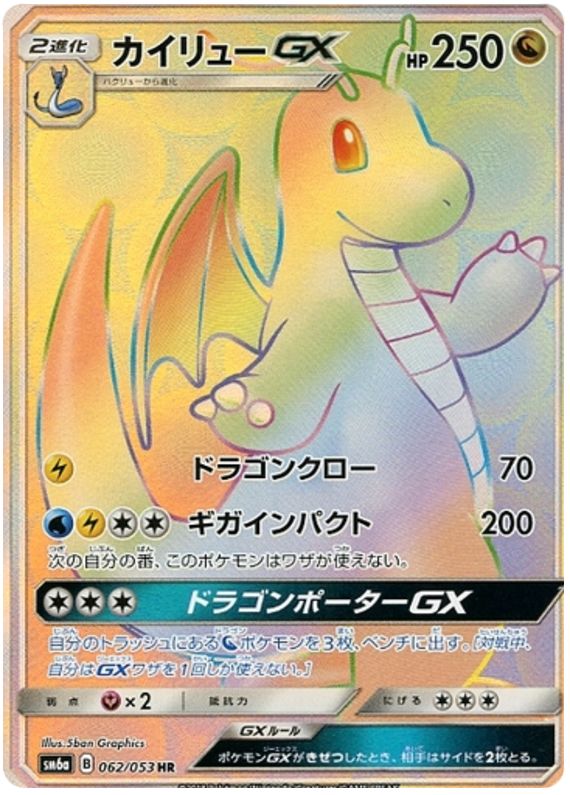 2進化 カイリューGX HP 250
ハクリューから進化
ドラゴンクロー 70
ギガインパクト 200
次の自分の番、このポケモンはワザが使えない。
ドラゴンポーターGX
自分のトラッシュにあるポケモンを3枚、ベンチに出す。[対戦中、
自分はGXワザを1回しか使えない。]
弱点 ×2 抵抗力 にげる
Illus.5ban Graphics GXルール
sm6a B 062/053 HR ポケモンGXがきぜつしたとき、相手はサイドを2枚とる。